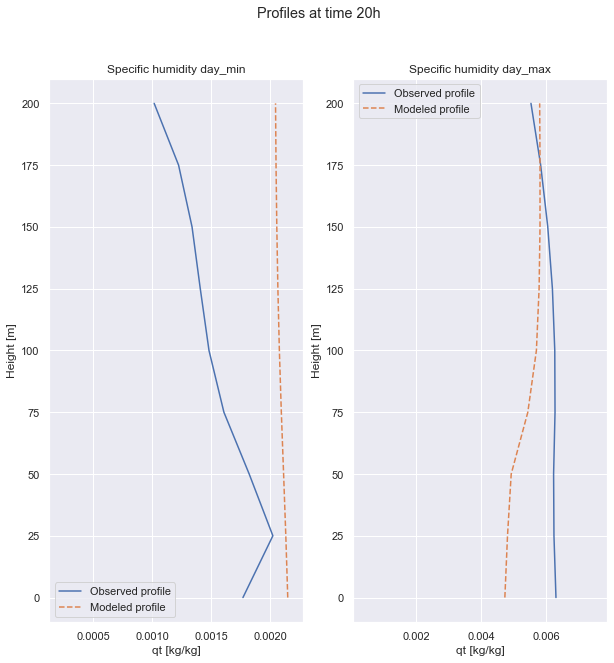 Profiles at time 20h
Specific humidity day_min
200
175
150
125
100
75
50
25
0
Height [m]
Observed profile
Modeled profile
0.0005
0.0010
0.0015
0.0020
qt [kg/kg]
Specific humidity day_max
Observed profile
Modeled profile
200
175
150
125
100
75
50
25
0
Height [m]
0.002
0.004
0.006
qt [kg/kg]